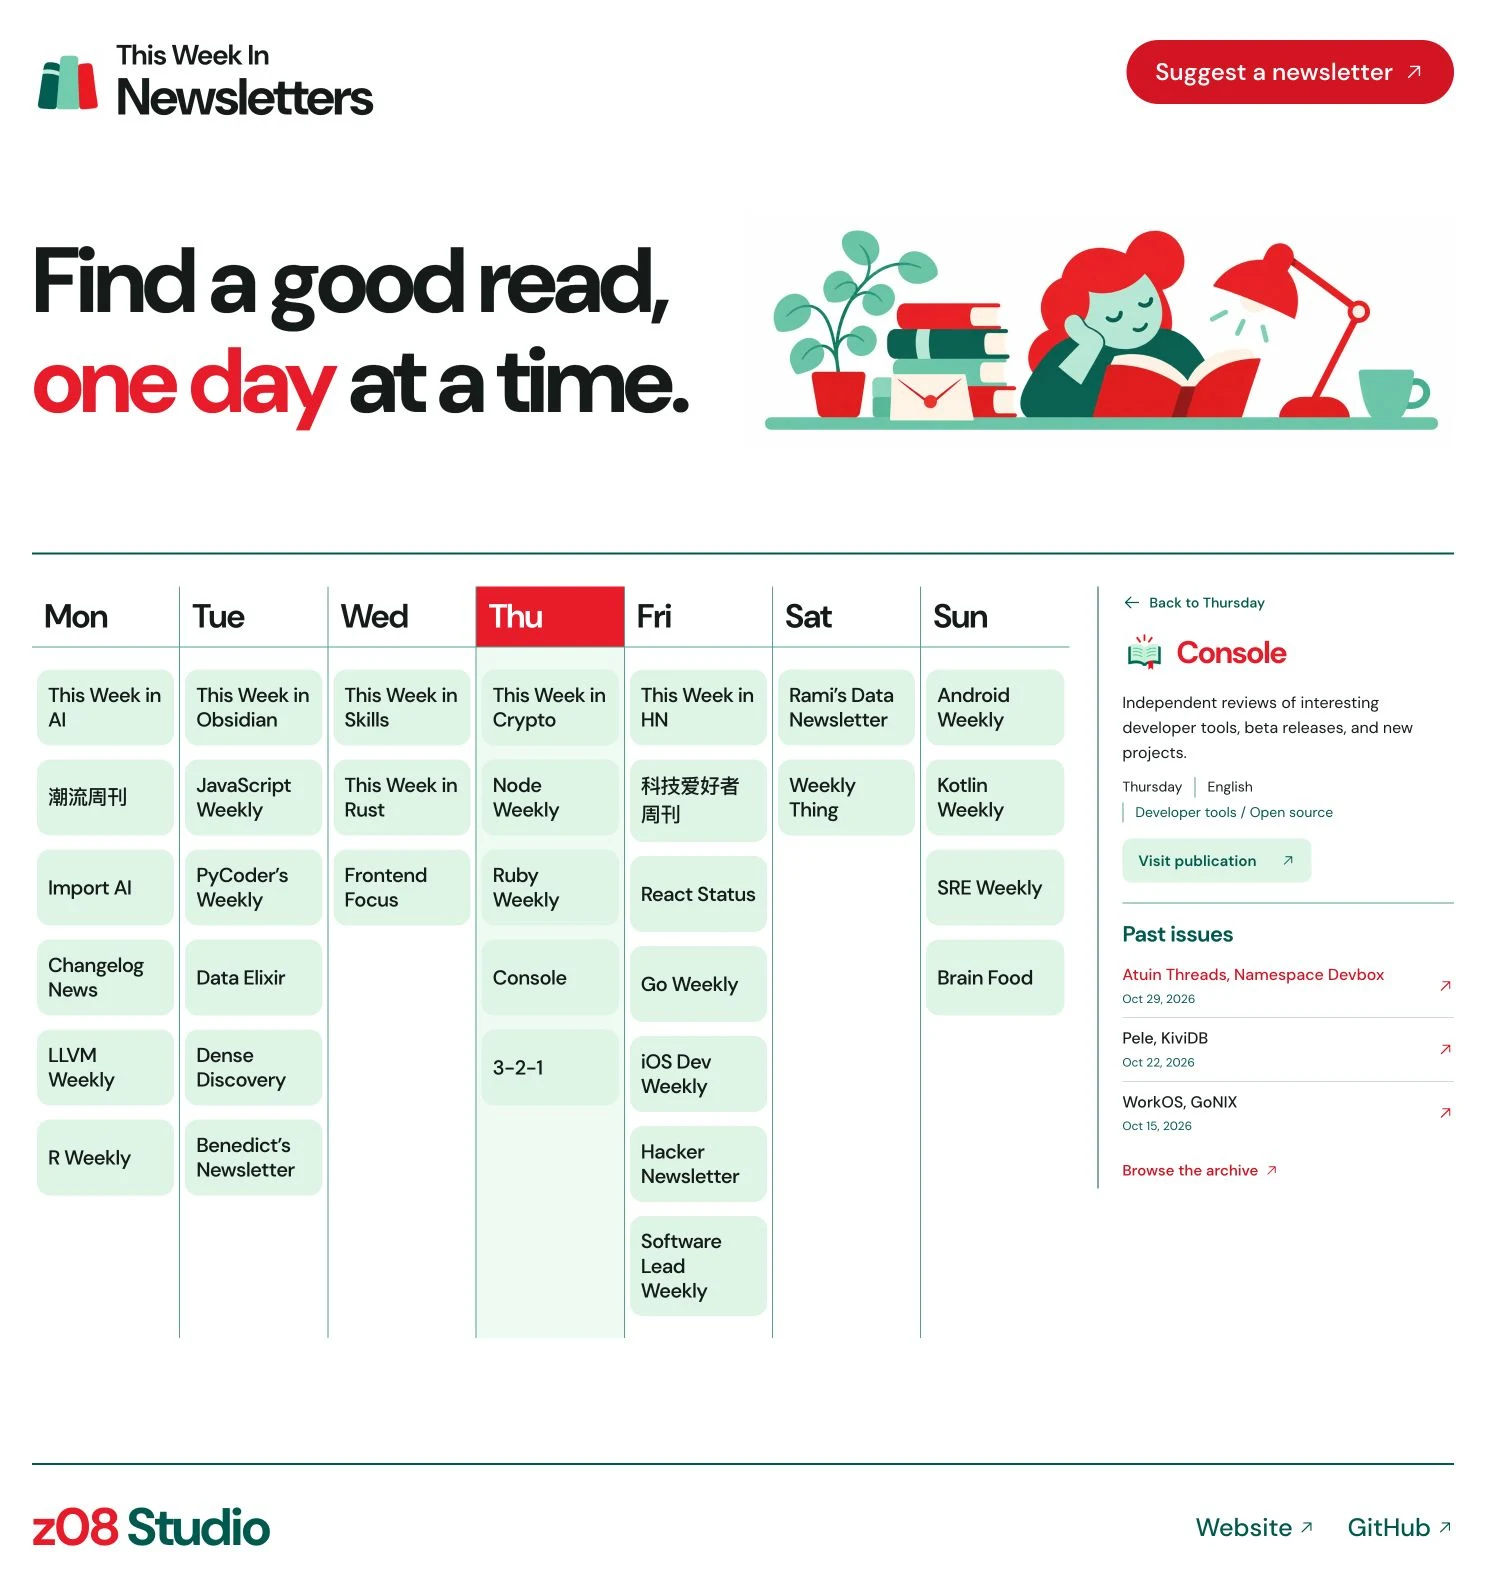 This Week In
Newsletters
Suggest a newsletter ↗
Find a good read,
one day at a time.
Mon
This Week in
AI
潮流周刊
Import AI
Changelog
News
LLVM
Weekly
R Weekly
Tue
This Week in
Obsidian
JavaScript
Weekly
PyCoder’s
Weekly
Data Elixir
Dense
Discovery
Benedict’s
Newsletter
Wed
This Week in
Skills
This Week in
Rust
Frontend
Focus
Thu
This Week in
Crypto
Node
Weekly
Ruby
Weekly
Console
3-2-1
Fri
This Week in
HN
科技爱好者
周刊
React Status
Go Weekly
iOS Dev
Weekly
Hacker
Newsletter
Software
Lead
Weekly
Sat
Rami’s Data
Newsletter
Weekly
Thing
Sun
Android
Weekly
Kotlin
Weekly
SRE Weekly
Brain Food
← Back to Thursday
Console
Independent reviews of interesting
developer tools, beta releases, and new
projects.
Thursday | English
| Developer tools / Open source
Visit publication ↗
Past issues
Atuin Threads, Namespace Devbox ↗
Oct 29, 2026
Pele, KiviDB ↗
Oct 22, 2026
WorkOS, GoNIX ↗
Oct 15, 2026
Browse the archive ↗
z08 Studio
Website ↗ GitHub ↗